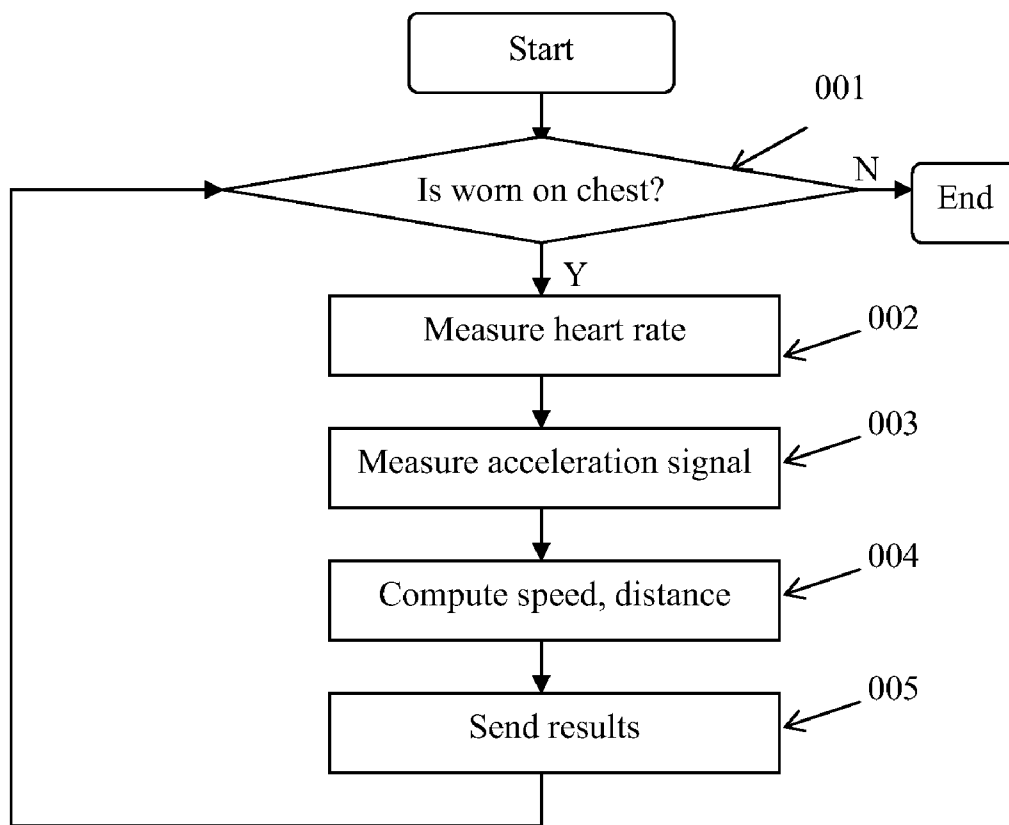 Start
001
Is worn on chest?
N
End
Y
Measure heart rate
002
Measure acceleration signal
003
Compute speed, distance
004
Send results
005